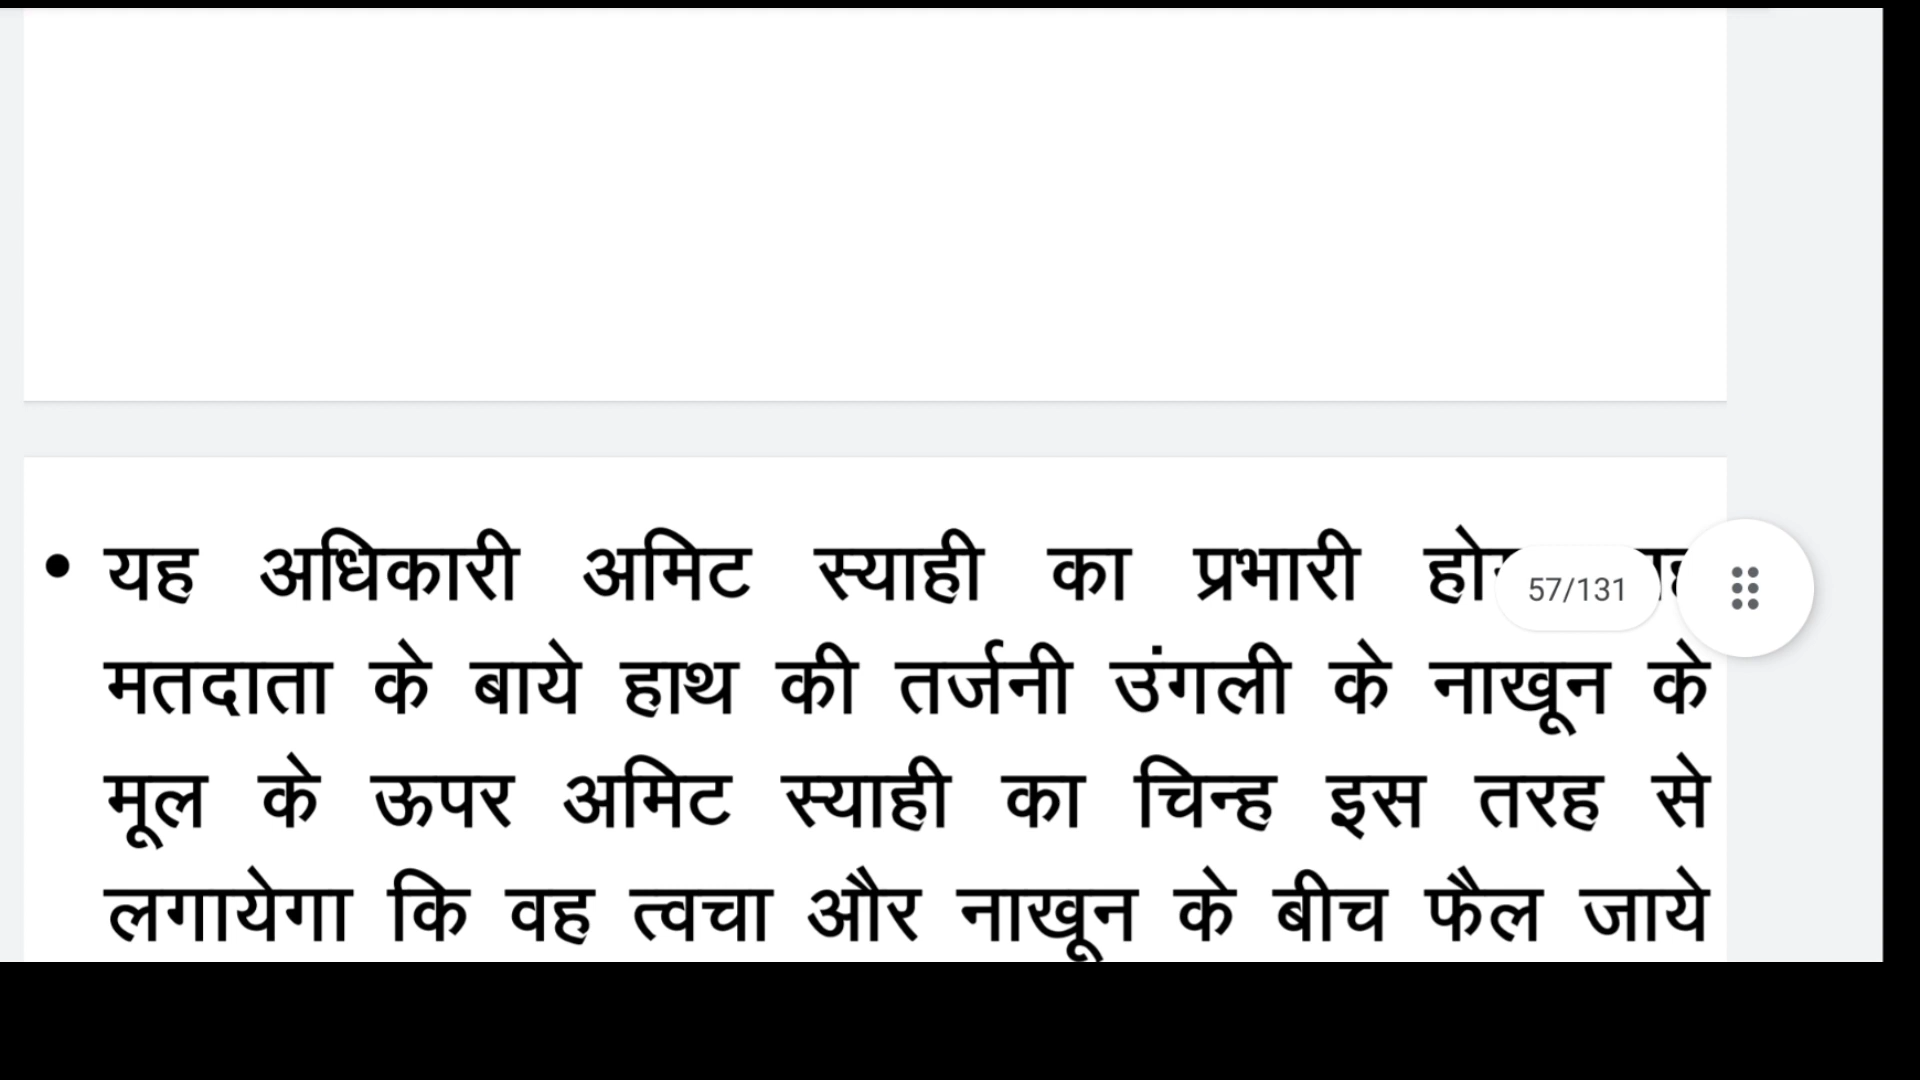 • यह अधिकारी अमिट स्याही का प्रभारी
57/131
मतदाता के बाये हाथ की तर्जनी उंगली के नाखून के
मूल के ऊपर अमिट स्याही का चिन्ह इस तरह से
लगायेगा कि वह त्वचा और नाखून के बीच फैल जाये